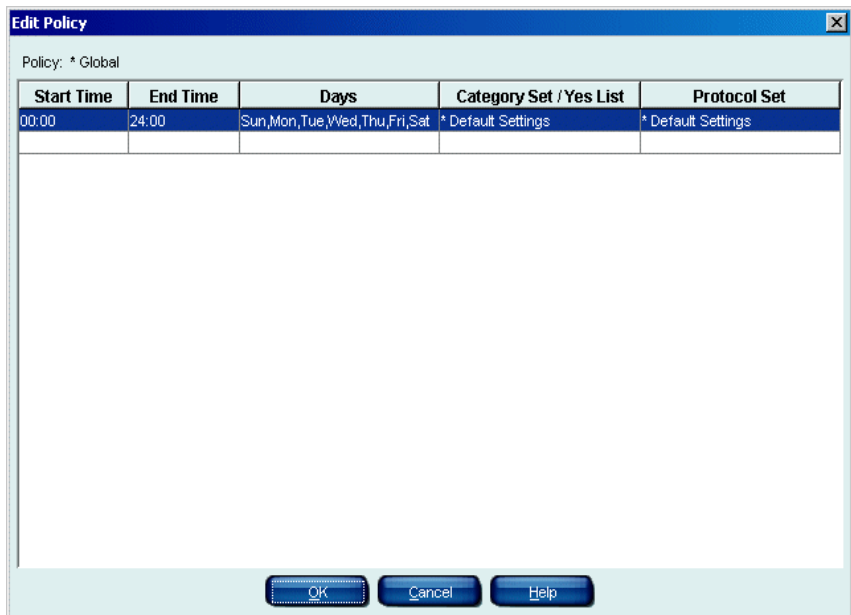 Edit Policy
Policy: * Global
Start Time End Time Days Category Set / Yes List Protocol Set
00:00 24:00 Sun,Mon,Tue,Wed,Thu,Fri,Sat * Default Settings * Default Settings
OK Cancel Help